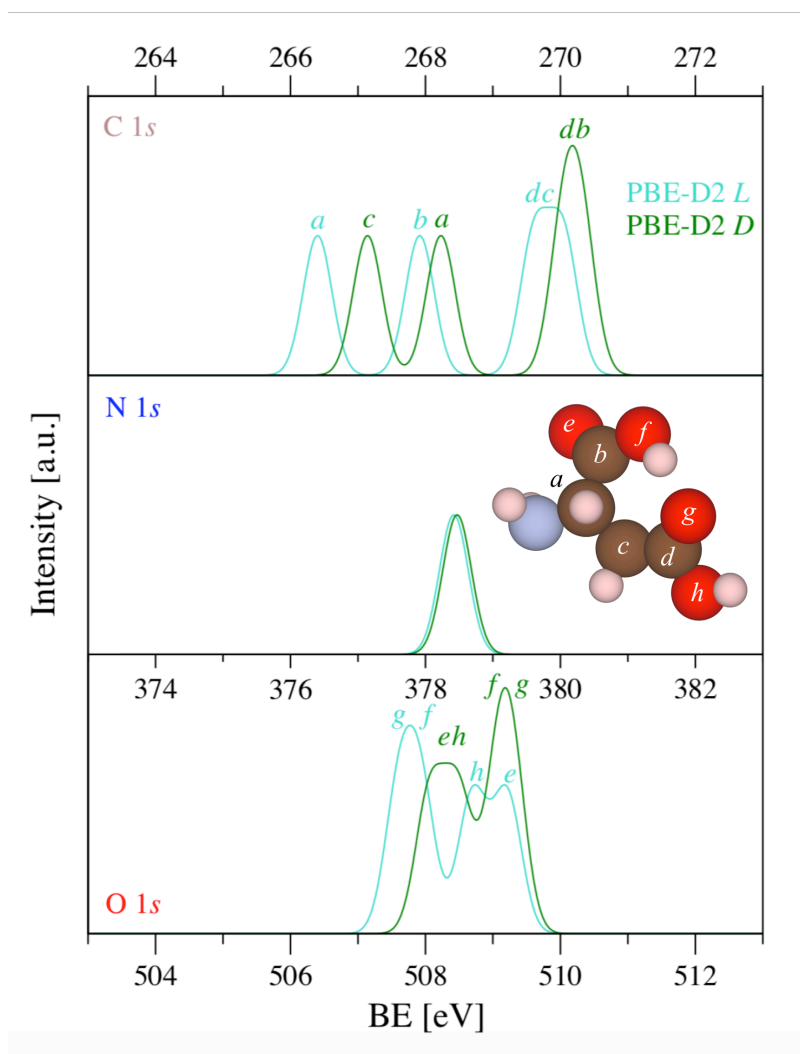 264 266 268 270 272
C 1s
db
dc
PBE-D2 L
a c b a
PBE-D2 D
N 1s
e f
b
a
g
c d
h
Intensity [a.u.]
374 376 378 380 382
f g
g f
eh
h e
O 1s
504 506 508 510 512
BE [eV]